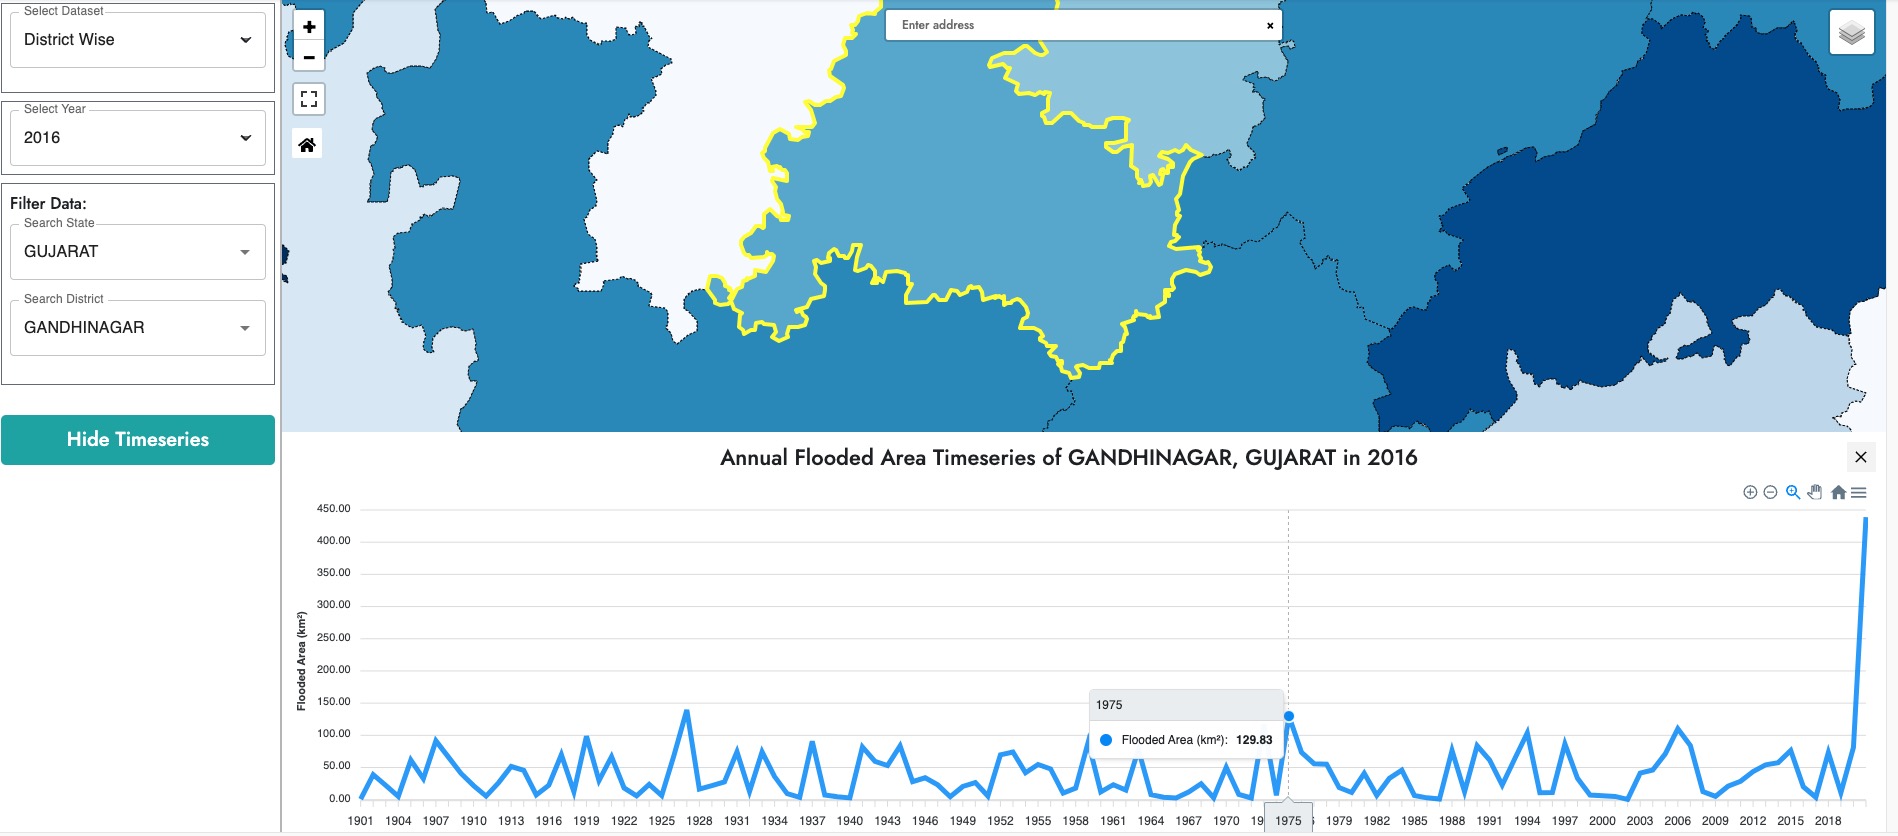 Select Dataset
District Wise
Select Year
2016
Filter Data:
Search State
GUJARAT
Search District
GANDHINAGAR
Hide Timeseries
+
−
Enter address
×
Annual Flooded Area Timeseries of GANDHINAGAR, GUJARAT in 2016
×
Flooded Area (km²)
450.00
400.00
350.00
300.00
250.00
200.00
150.00
100.00
50.00
0.00
1975
Flooded Area (km²): 129.83
1901 1904 1907 1910 1913 1916 1919 1922 1925 1928 1931 1934 1937 1940 1943 1946 1949 1952 1955 1958 1961 1964 1967 1970 1975 1979 1982 1985 1988 1991 1994 1997 2000 2003 2006 2009 2012 2015 2018